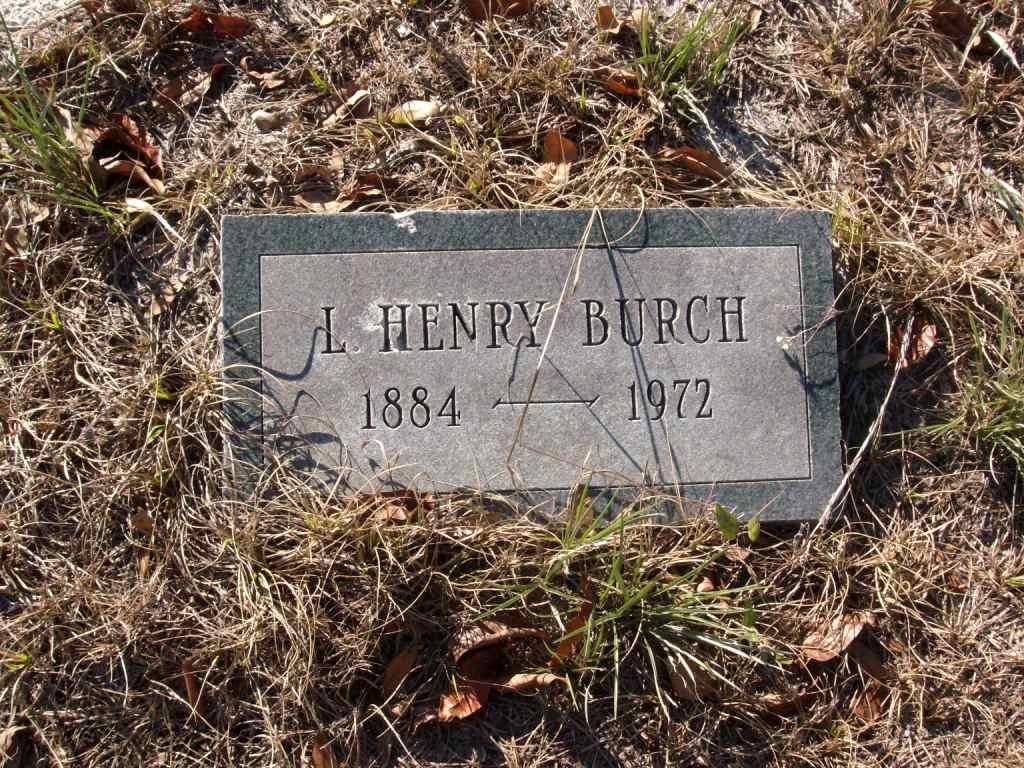 L. HENRY BURCH
1884 — 1972